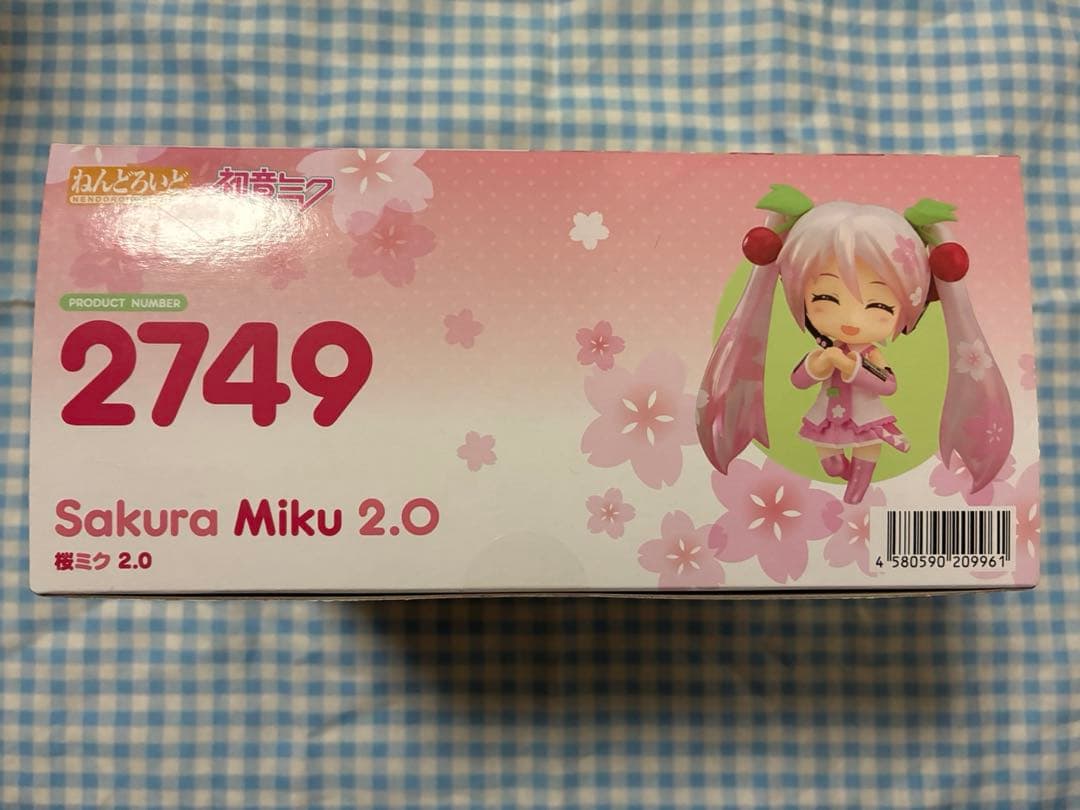 ねんどろいど
NENDOROID
初音ミク
PRODUCT NUMBER
2749
Sakura Miku 2.0
桜ミク 2.0
4 580590 209961